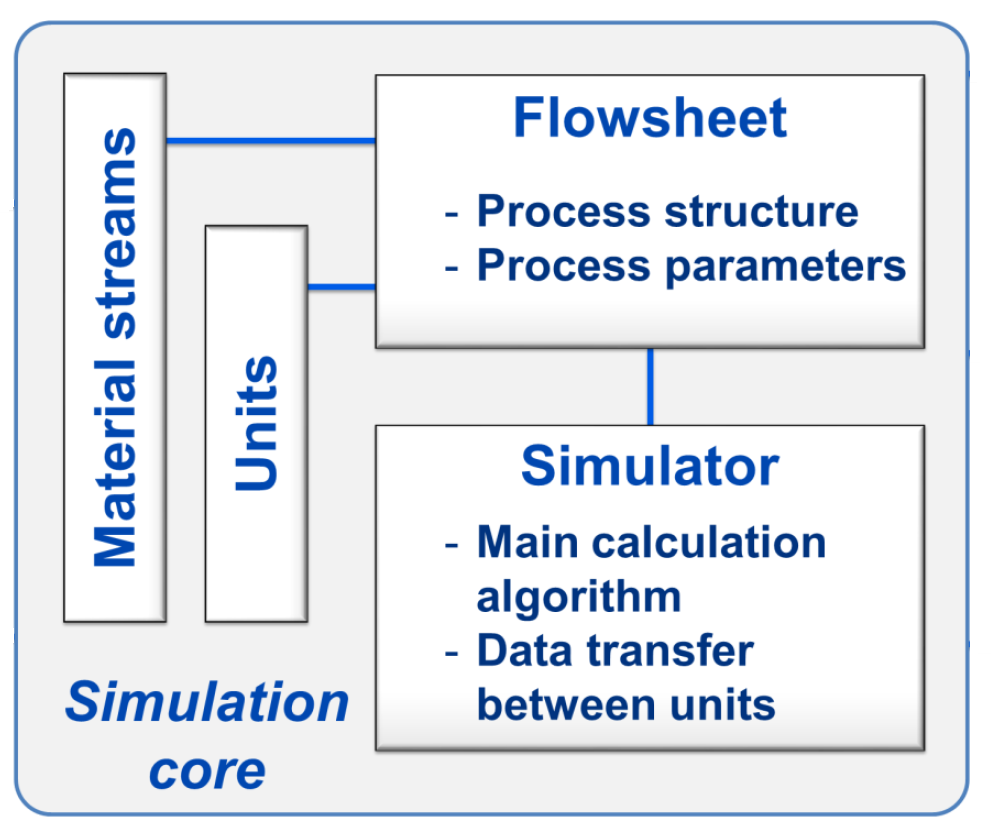 Material streams
Units
Flowsheet
- Process structure
- Process parameters
Simulator
- Main calculation
algorithm
- Data transfer
between units
Simulation
core